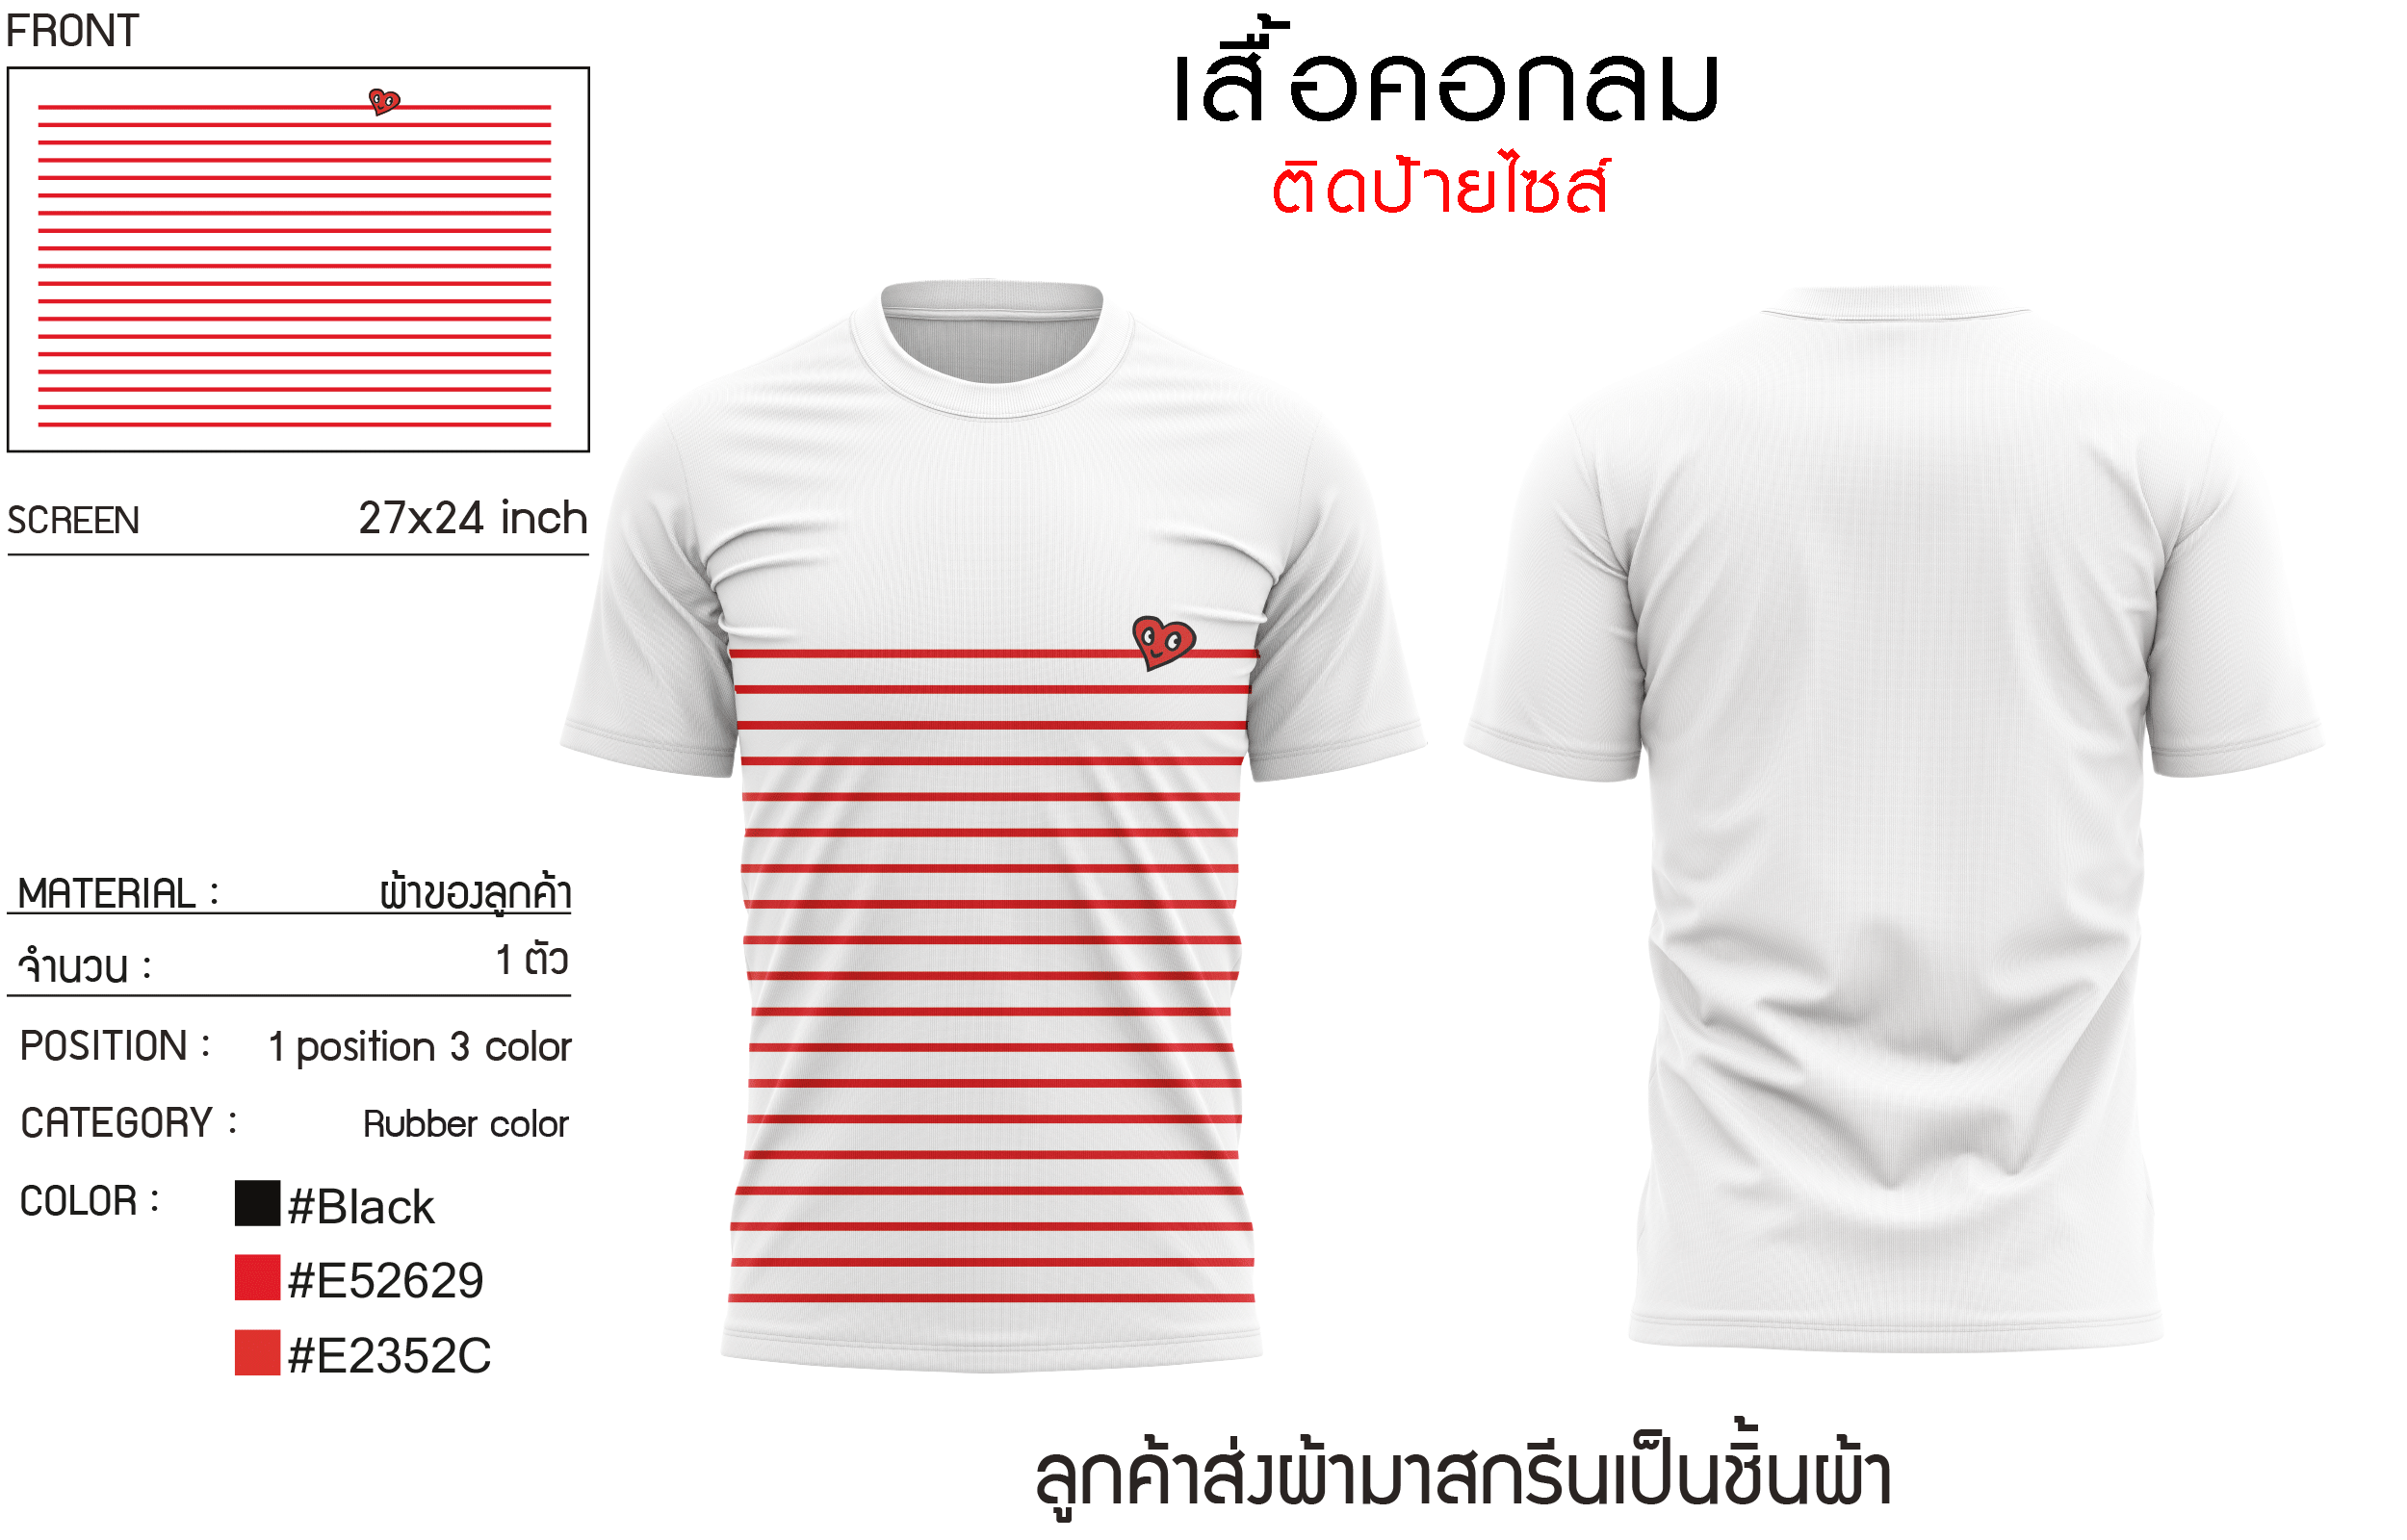 FRONT
เสื้อคอกลม
ติดป้ายไซส์
SCREEN 27x24 inch
MATERIAL : ผ้าของลูกค้า
จำนวน : 1 ตัว
POSITION : 1 position 3 color
CATEGORY : Rubber color
COLOR : #Black
#E52629
#E2352C
ลูกค้าส่งผ้ามาสกรีนเป็นชิ้นผ้า